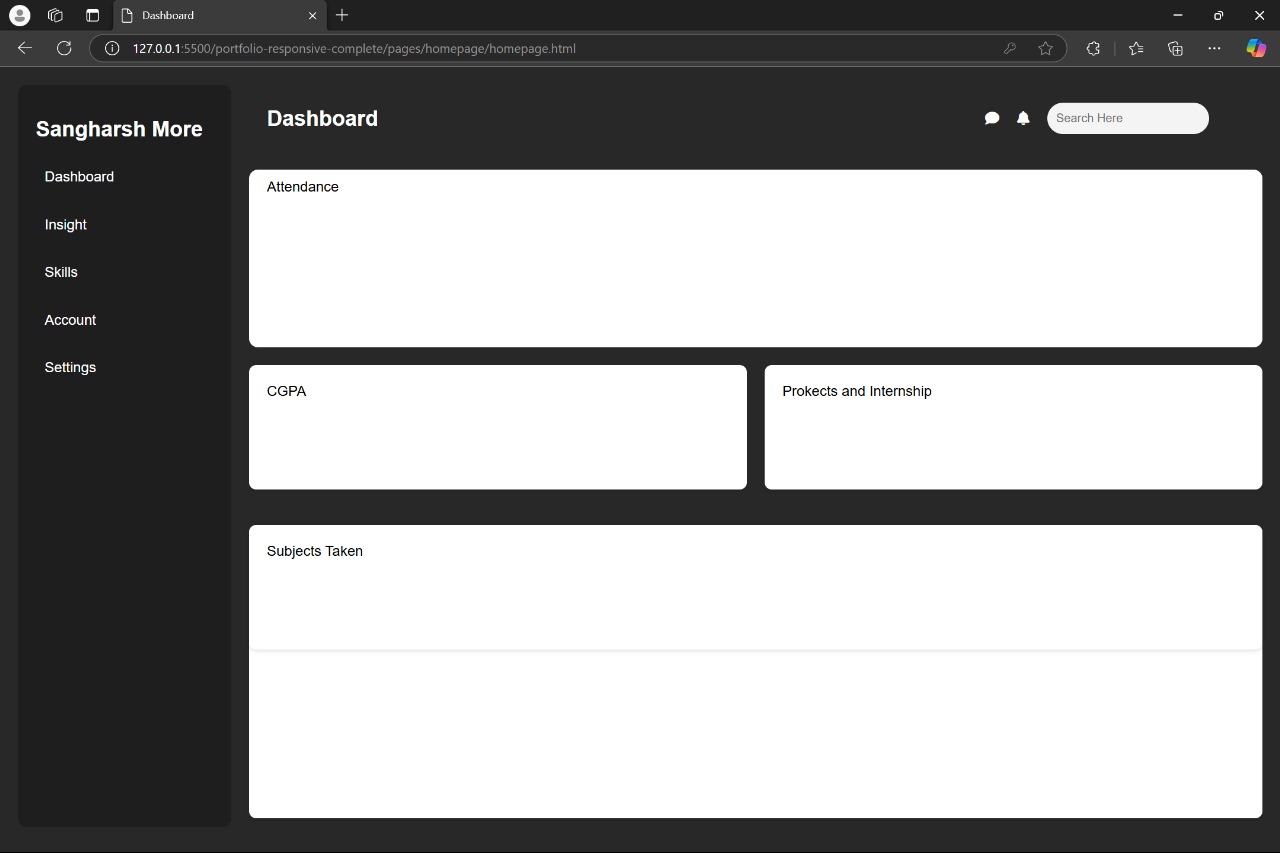 Dashboard
127.0.0.1:5500/portfolio-responsive-complete/pages/homepage/homepage.html
Sangharsh More
Dashboard
Insight
Skills
Account
Settings
Dashboard
Search Here
Attendance
CGPA
Prokects and Internship
Subjects Taken